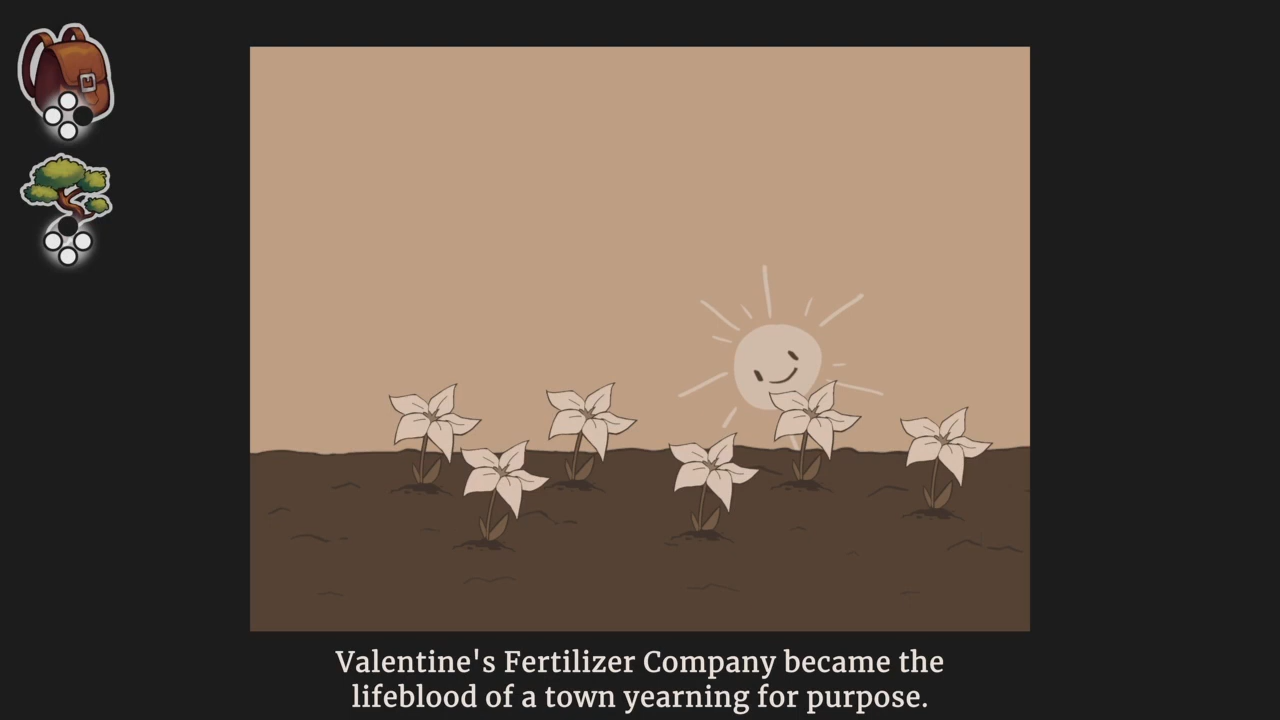 Valentine's Fertilizer Company became the
lifeblood of a town yearning for purpose.